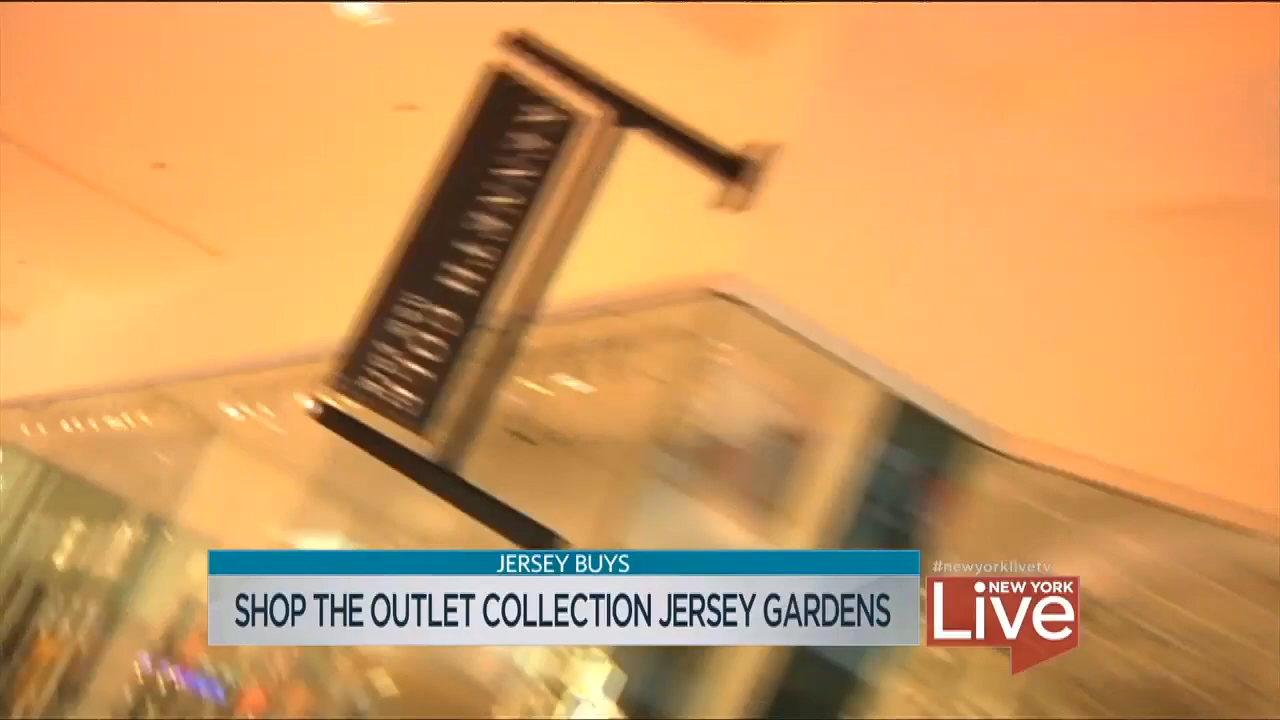 JERSEY BUYS
SHOP THE OUTLET COLLECTION JERSEY GARDENS
#newyorklivetv
NEW YORK
Live